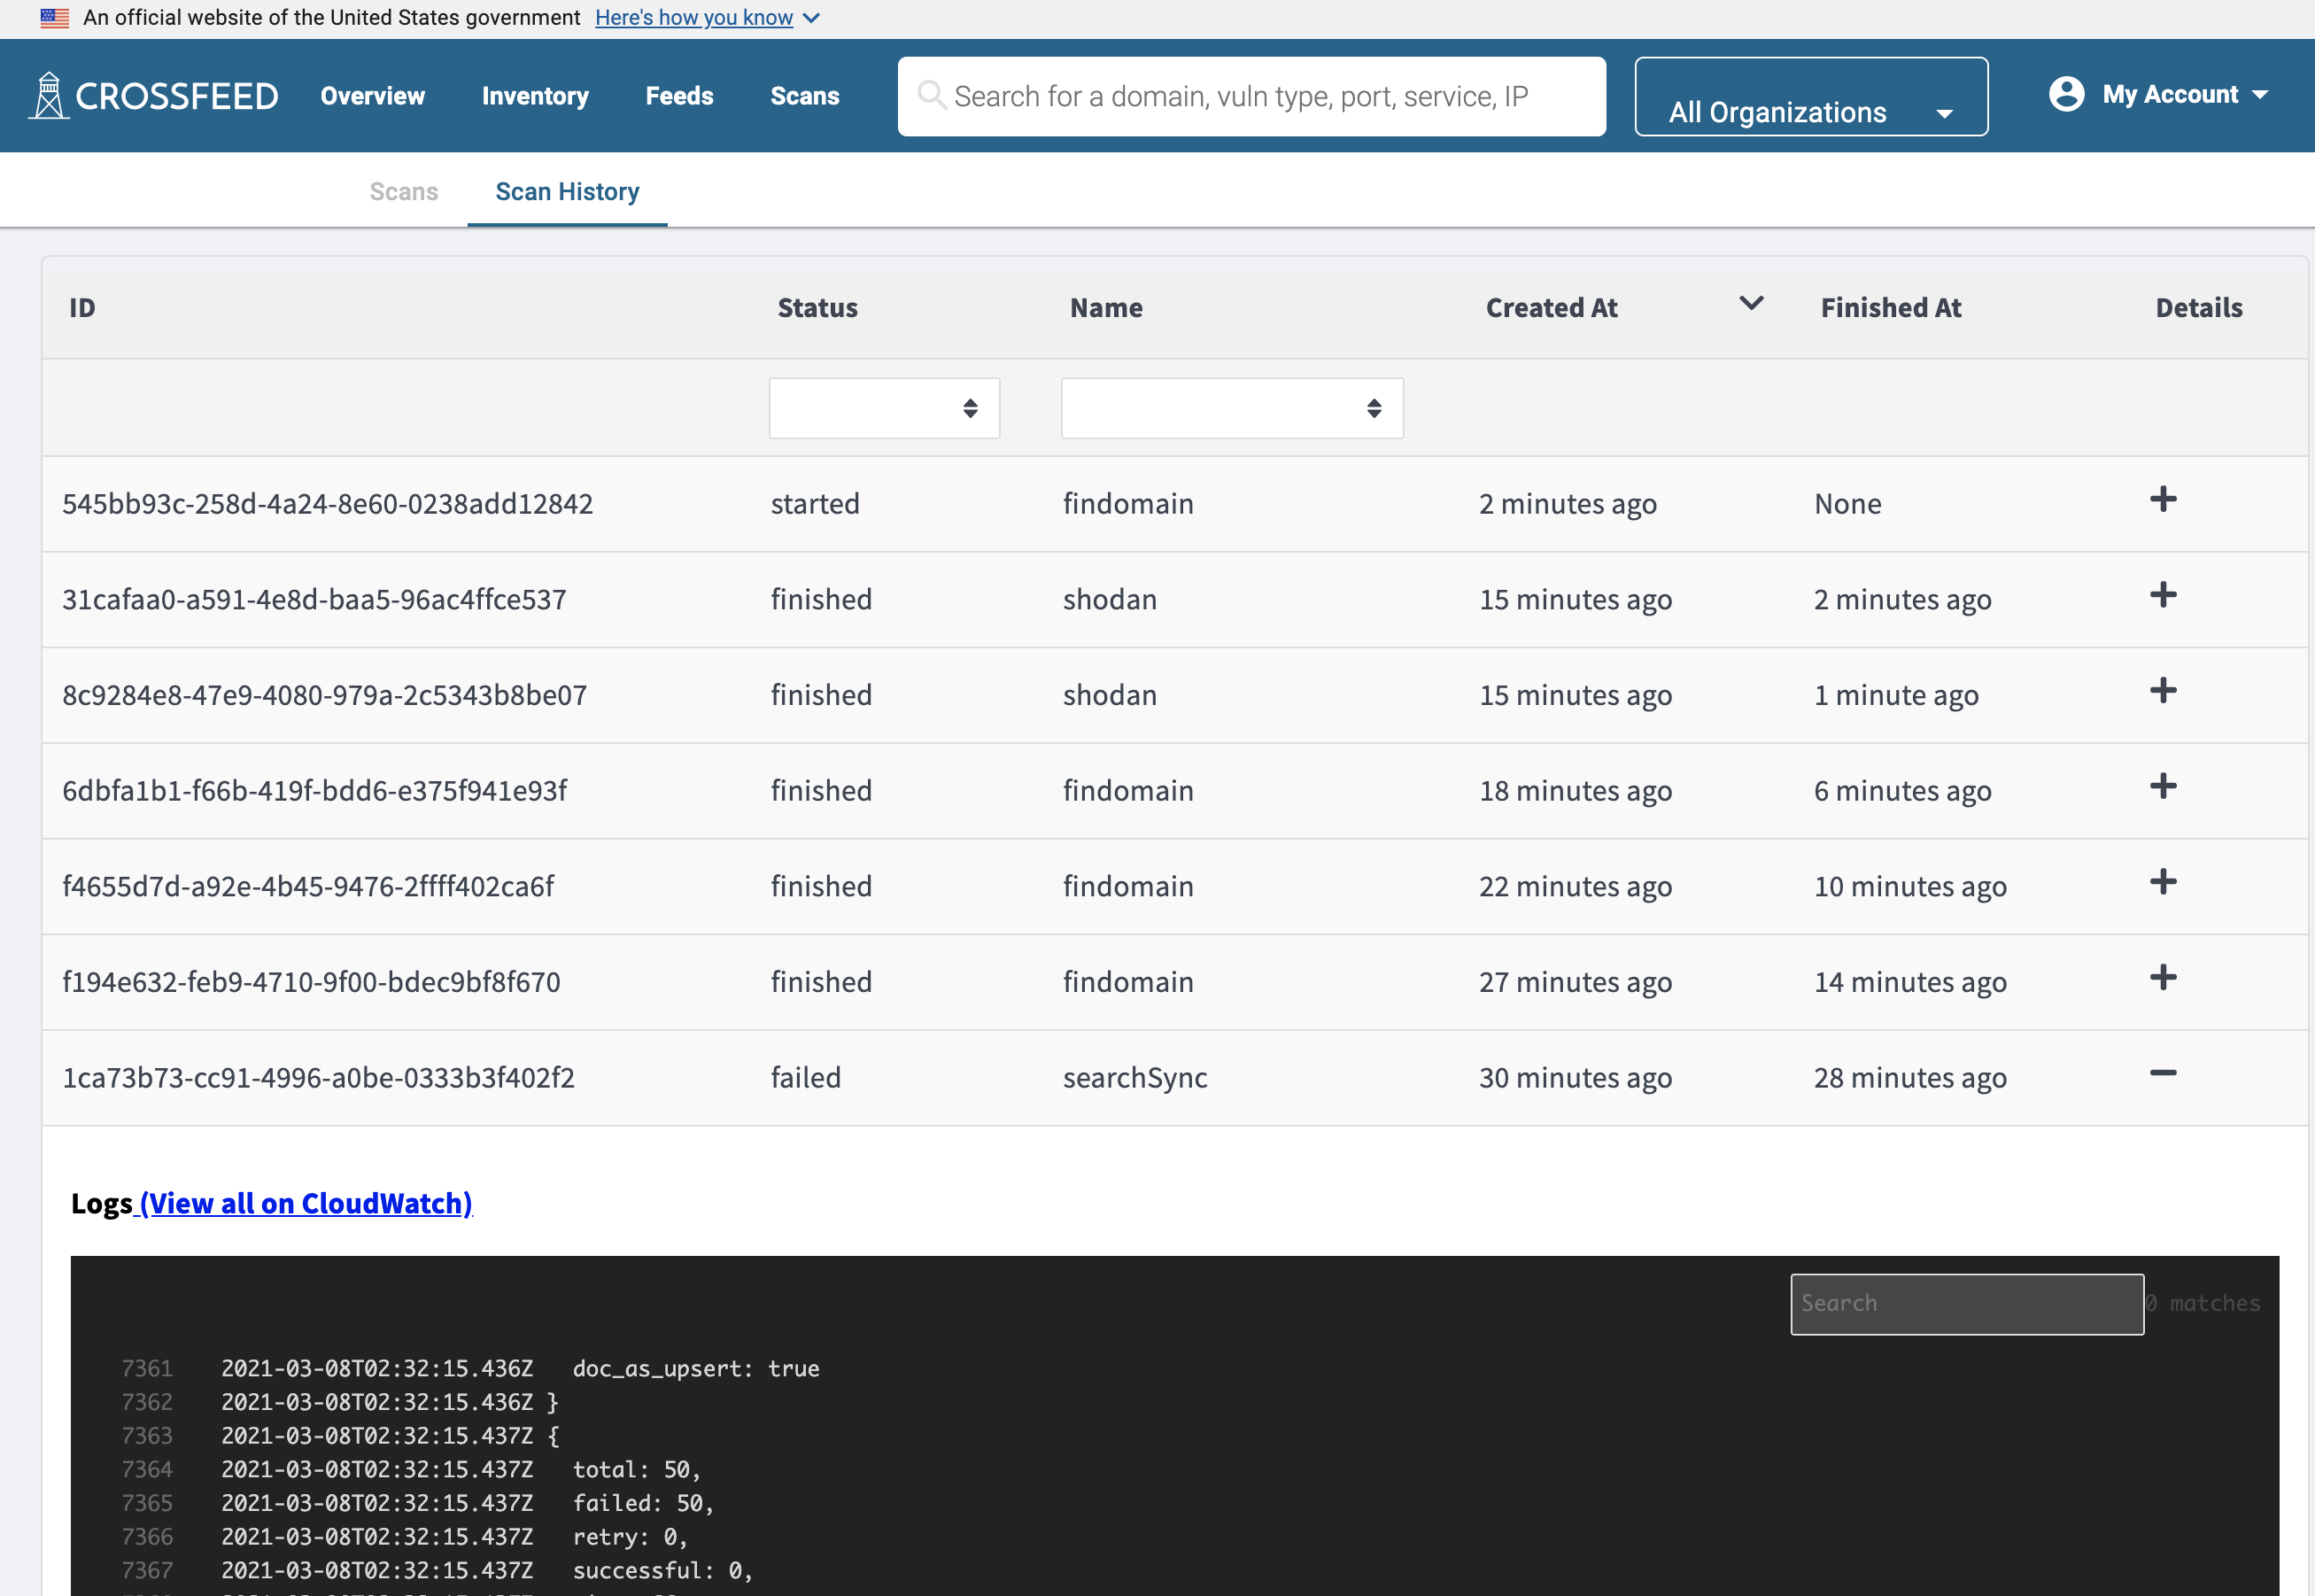 An official website of the United States government Here's how you know
CROSSFEED Overview Inventory Feeds Scans Search for a domain, vuln type, port, service, IP All Organizations My Account
Scans Scan History
ID Status Name Created At Finished At Details
545bb93c-258d-4a24-8e60-0238add12842 started findomain 2 minutes ago None
31cafaa0-a591-4e8d-baa5-96ac4ffce537 finished shodan 15 minutes ago 2 minutes ago
8c9284e8-47e9-4080-979a-2c5343b8be07 finished shodan 15 minutes ago 1 minute ago
6dbfa1b1-f66b-419f-bdd6-e375f941e93f finished findomain 18 minutes ago 6 minutes ago
f4655d7d-a92e-4b45-9476-2ffff402ca6f finished findomain 22 minutes ago 10 minutes ago
f194e632-feb9-4710-9f00-bdec9bf8f670 finished findomain 27 minutes ago 14 minutes ago
1ca73b73-cc91-4996-a0be-0333b3f402f2 failed searchSync 30 minutes ago 28 minutes ago
Logs (View all on CloudWatch)
Search 0 matches
7361 2021-03-08T02:32:15.436Z doc_as_upsert: true
7362 2021-03-08T02:32:15.436Z }
7363 2021-03-08T02:32:15.437Z {
7364 2021-03-08T02:32:15.437Z total: 50,
7365 2021-03-08T02:32:15.437Z failed: 50,
7366 2021-03-08T02:32:15.437Z retry: 0,
7367 2021-03-08T02:32:15.437Z successful: 0,